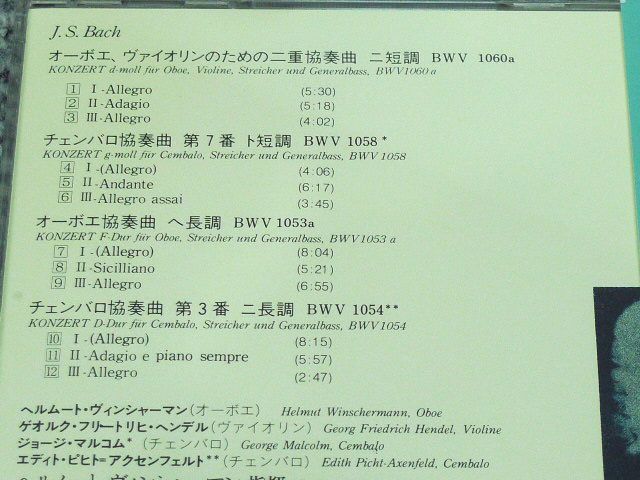 J. S. Bach
オーボエ、ヴァイオリンのための二重協奏曲 ニ短調 BWV 1060a
KONZERT d-moll für Oboe, Violine, Streicher und Generalbass, BWV1060 a
1 I-Allegro (5:30)
2 II-Adagio (5:18)
3 III-Allegro (4:02)
チェンバロ協奏曲 第7番 ト短調 BWV 1058 *
KONZERT g-moll für Cembalo, Streicher und Generalbass, BWV1058
4 I-(Allegro) (4:06)
5 II-Andante (6:17)
6 III-Allegro assai (3:45)
オーボエ協奏曲 ヘ長調 BWV 1053a
KONZERT F-Dur für Oboe, Streicher und Generalbass, BWV1053 a
7 I-(Allegro) (8:04)
8 II-Sicilliano (5:21)
9 III-Allegro (6:55)
チェンバロ協奏曲 第3番 ニ長調 BWV 1054**
KONZERT D-Dur für Cembalo, Streicher und Generalbass, BWV1054
10 I-(Allegro) (8:15)
11 II-Adagio e piano sempre (5:57)
12 III-Allegro (2:47)
ヘルムート・ヴィンシャーマン(オーボエ) Helmut Winschermann, Oboe
ゲオルク・フリートリヒ・ヘンデル(ヴァイオリン) Georg Friedrich Hendel, Violine
ジョージ・マルコム*(チェンバロ) George Malcolm, Cembalo
エディト・ピヒト=アクセンフェルト**(チェンバロ) Edith Picht-Axenfeld, Cembalo